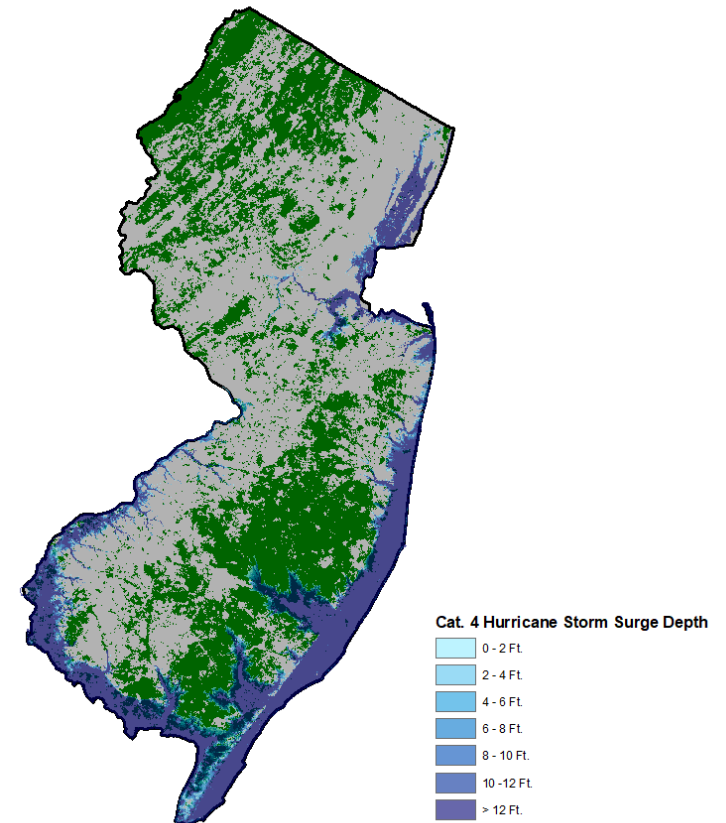 Cat. 4 Hurricane Storm Surge Depth
0 - 2 Ft.
2 - 4 Ft.
4 - 6 Ft.
6 - 8 Ft.
8 - 10 Ft.
10 -12 Ft.
> 12 Ft.